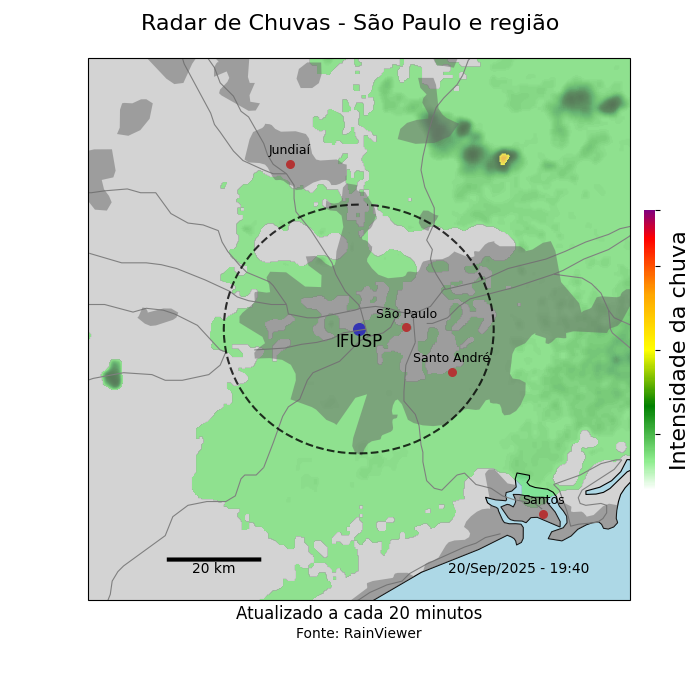 Radar de Chuvas - São Paulo e região
Jundiaí
São Paulo
IFUSP
Santo André
Santos
20 km
20/Sep/2025 - 19:40
Intensidade da chuva
Atualizado a cada 20 minutos
Fonte: RainViewer